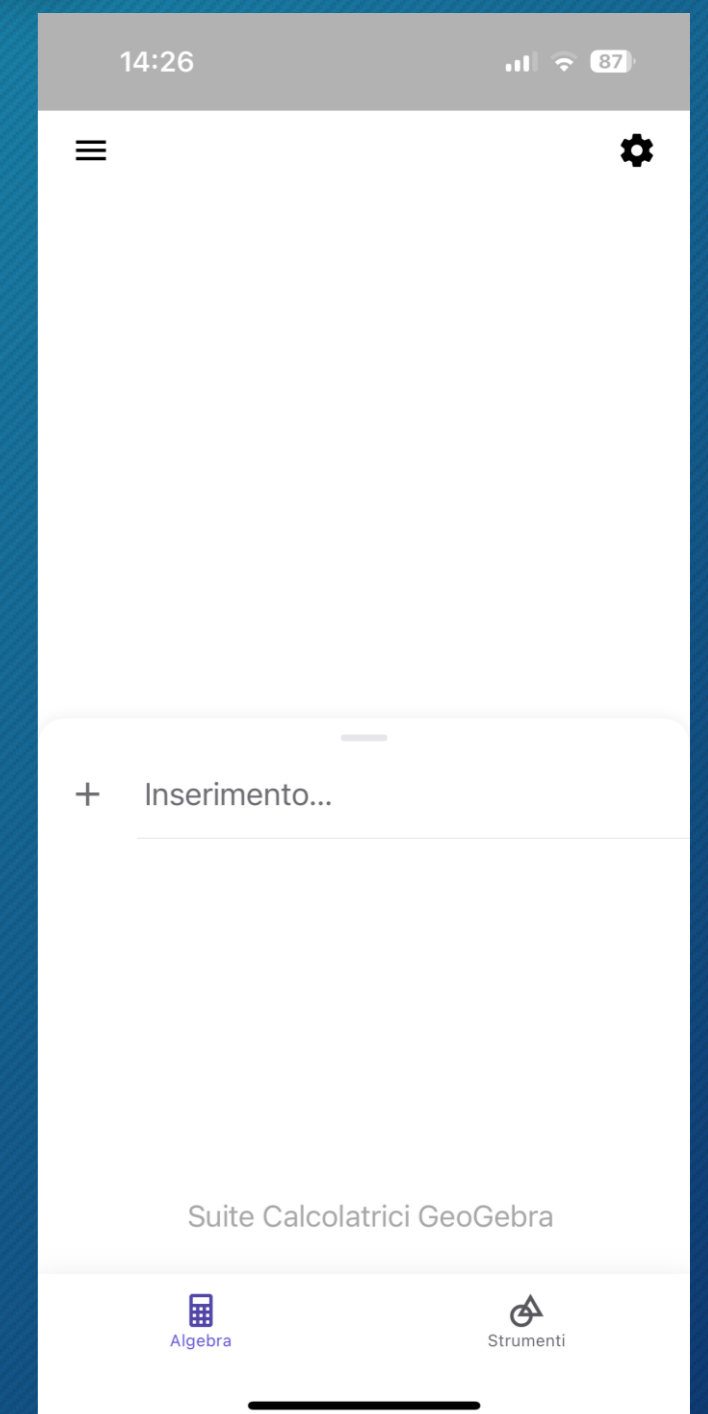 14:26
87
Inserimento...
Suite Calcolatrici GeoGebra
Algebra
Strumenti